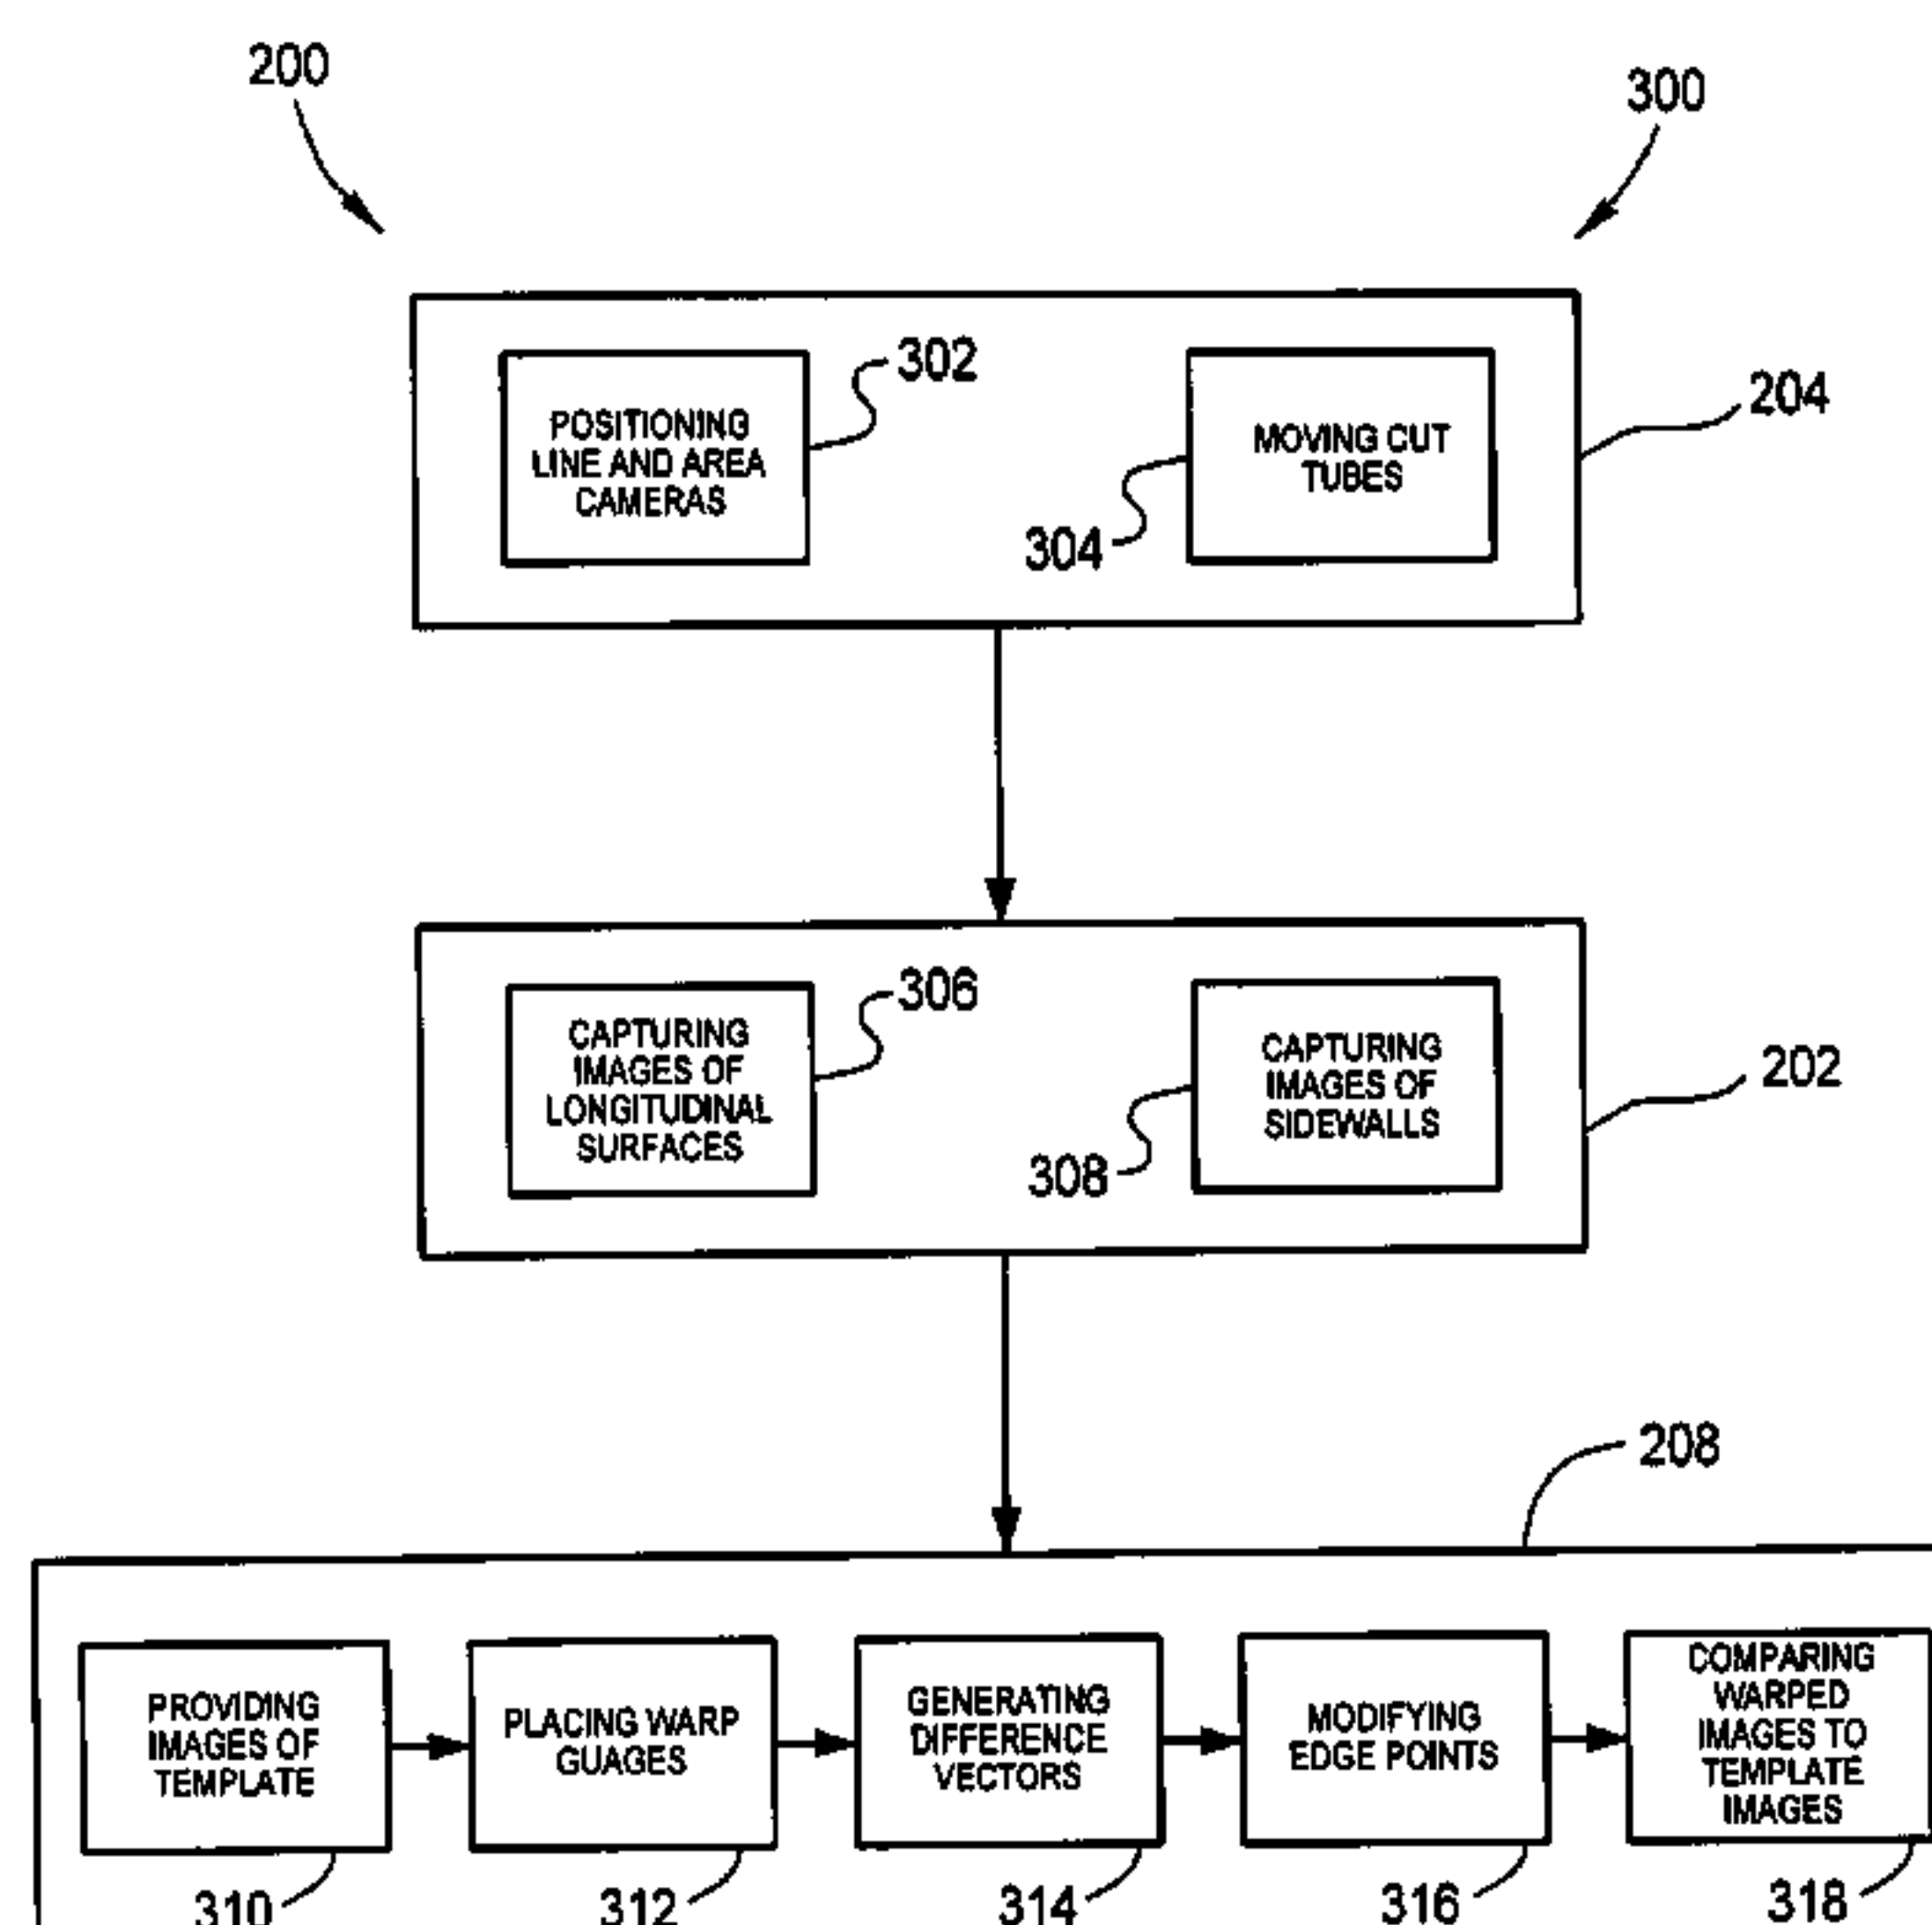 200
300
302
POSITIONING
LINE AND AREA
CAMERAS
MOVING CUT
TUBES
204
304
306
CAPTURING
IMAGES OF
LONGITUDINAL
SURFACES
CAPTURING
IMAGES OF
SIDEWALLS
202
308
208
PROVIDING
IMAGES OF
TEMPLATE
PLACING WARP
GUAGES
GENERATING
DIFFERENCE
VECTORS
MODIFYING
EDGE POINTS
COMPARING
WARPED
IMAGES TO
TEMPLATE
IMAGES
310
312
314
316
318